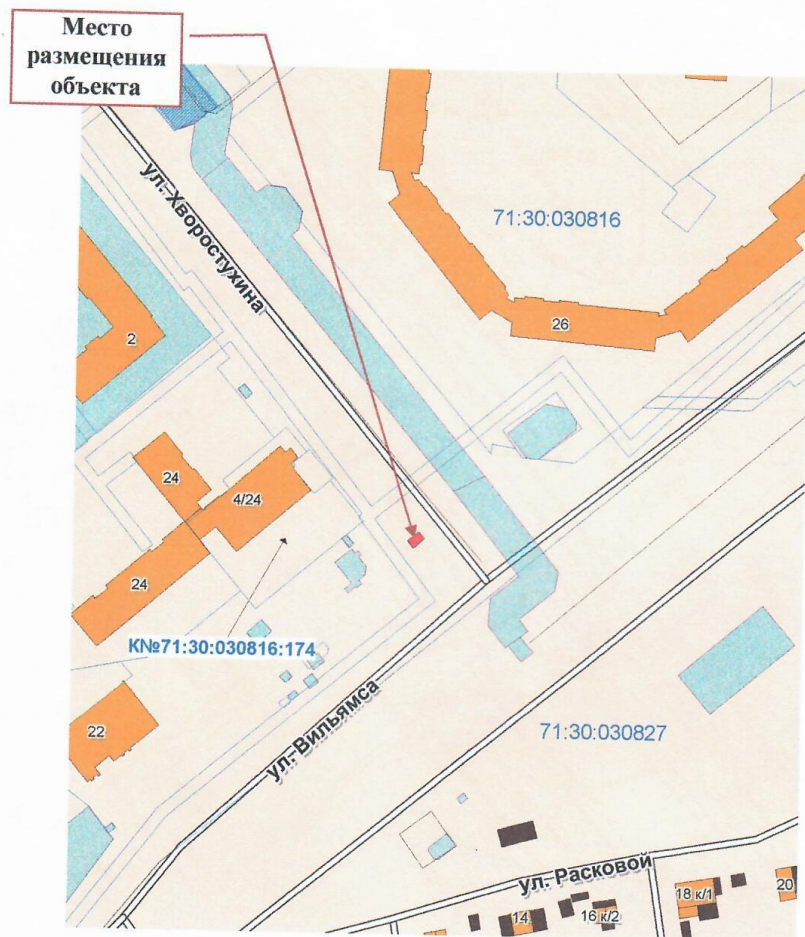 Место
размещения
объекта
ул. Хворостухина
71:30:030816
26
2
24
4/24
24
КN№71:30:030816:174
22
ул. Вильямса
71:30:030827
ул. Расковой
14
16 к/2
18 к/1
20